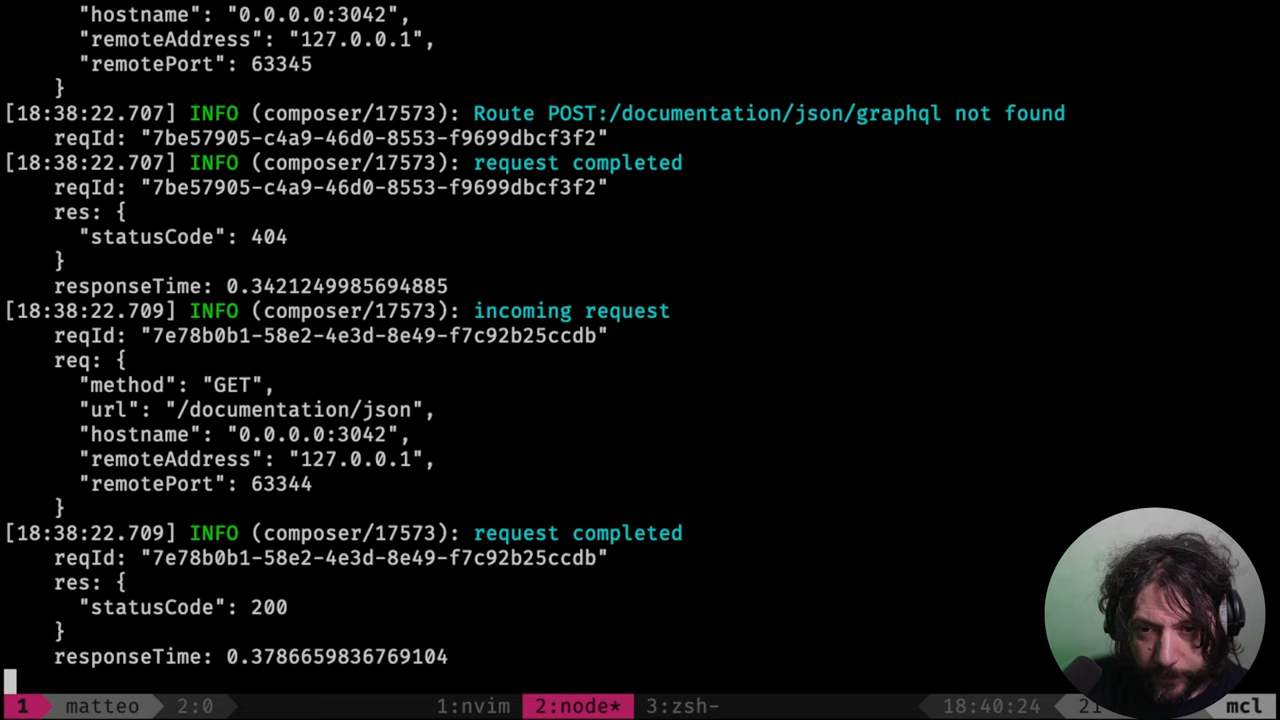 "hostname": "0.0.0.0:3042",
"remoteAddress": "127.0.0.1",
"remotePort": 63345
}
[18:38:22.707] INFO (composer/17573): Route POST:/documentation/json/graphql not found
reqId: "7be57905-c4a9-46d0-8553-f9699dbcf3f2"
[18:38:22.707] INFO (composer/17573): request completed
reqId: "7be57905-c4a9-46d0-8553-f9699dbcf3f2"
res: {
"statusCode": 404
}
responseTime: 0.3421249985694885
[18:38:22.709] INFO (composer/17573): incoming request
reqId: "7e78b0b1-58e2-4e3d-8e49-f7c92b25ccdb"
req: {
"method": "GET",
"url": "/documentation/json",
"hostname": "0.0.0.0:3042",
"remoteAddress": "127.0.0.1",
"remotePort": 63344
}
[18:38:22.709] INFO (composer/17573): request completed
reqId: "7e78b0b1-58e2-4e3d-8e49-f7c92b25ccdb"
res: {
"statusCode": 200
}
responseTime: 0.3786659836769104
1 matteo 2:0 1:nvim 2:node* 3:zsh- 18:40:24 21 mcl